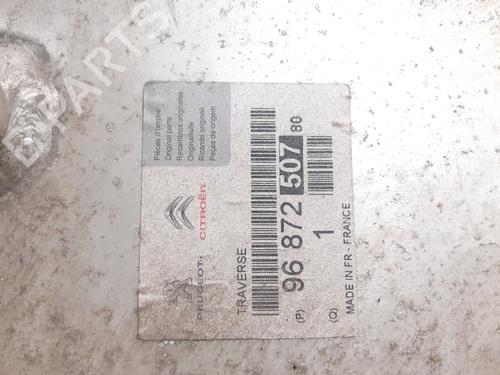 Pièces d'origine
Original parts
Recambios originales
Originalteile
Ricambi originali
Peças de origem
PEUGEOT
CITROËN
TRAVERSE
(P) 96 872 507 80
(Q) 1
MADE IN FR - FRANCE
B-PARTS